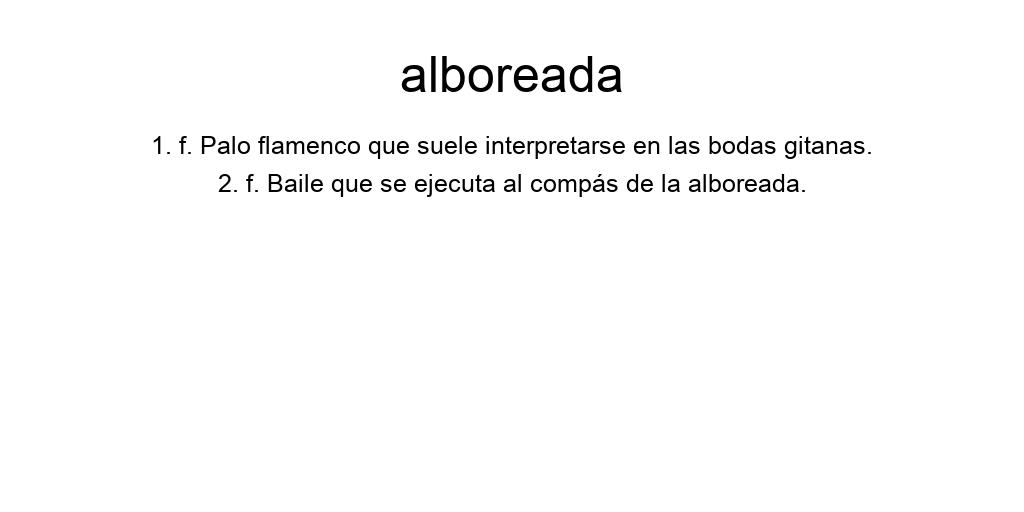 alboreada
1. f. Palo flamenco que suele interpretarse en las bodas gitanas.
2. f. Baile que se ejecuta al compás de la alboreada.